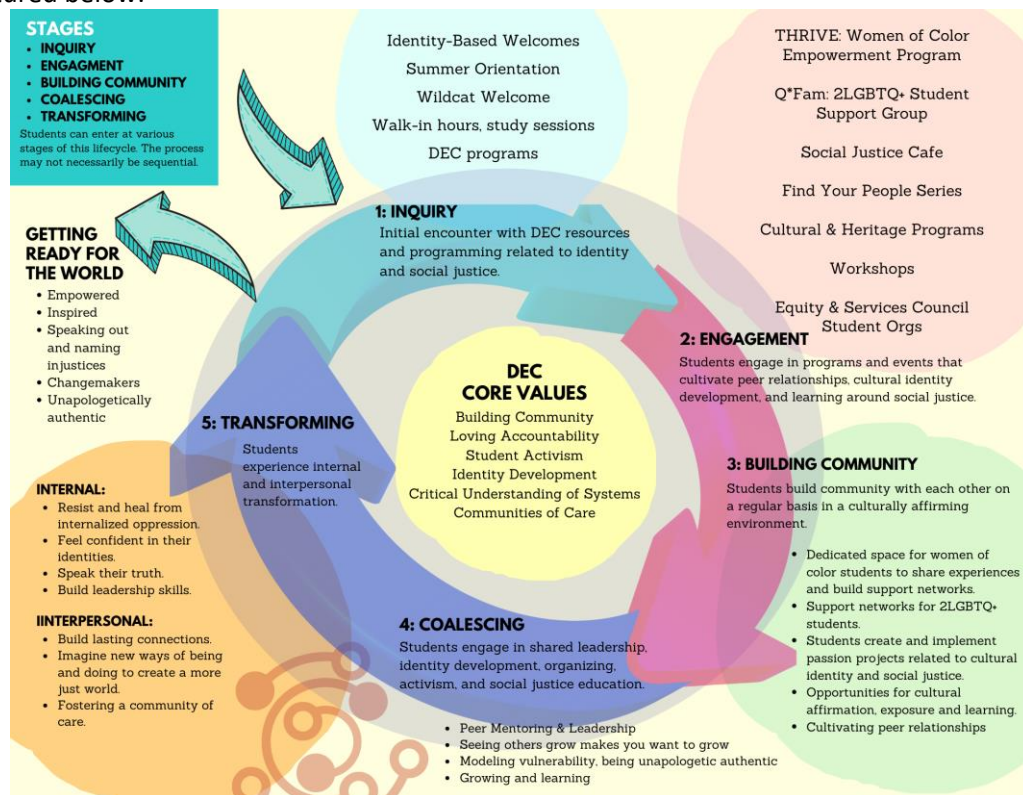 STAGES
• INQUIRY
• ENGAGMENT
• BUILDING COMMUNITY
• COALESCING
• TRANSFORMING
Students can enter at various
stages of this lifecycle. The process
may not necessarily be sequential.
Identity-Based Welcomes
Summer Orientation
Wildcat Welcome
Walk-in hours, study sessions
DEC programs
THRIVE: Women of Color
Empowerment Program
Q*Fam: 2LGBTQ+ Student
Support Group
Social Justice Cafe
Find Your People Series
Cultural & Heritage Programs
Workshops
Equity & Services Council
Student Orgs
1: INQUIRY
Initial encounter with DEC resources
and programming related to identity
and social justice.
2: ENGAGEMENT
Students engage in programs and events that
cultivate peer relationships, cultural identity
development, and learning around social justice.
3: BUILDING COMMUNITY
Students build community with each other on
a regular basis in a culturally affirming
environment.
• Dedicated space for women of
color students to share experiences
and build support networks.
• Support networks for 2LGBTQ+
students.
• Students create and implement
passion projects related to cultural
identity and social justice.
• Opportunities for cultural
affirmation, exposure and learning.
• Cultivating peer relationships
4: COALESCING
Students engage in shared leadership,
identity development, organizing,
activism, and social justice education.
• Peer Mentoring & Leadership
• Seeing others grow makes you want to grow
• Modeling vulnerability, being unapologetic authentic
• Growing and learning
5: TRANSFORMING
Students
experience internal
and interpersonal
transformation.
INTERNAL:
• Resist and heal from
internalized oppression.
• Feel confident in their
identities.
• Speak their truth.
• Build leadership skills.
IINTERPERSONAL:
• Build lasting connections.
• Imagine new ways of being
and doing to create a more
just world.
• Fostering a community of
care.
GETTING
READY FOR
THE WORLD
• Empowered
• Inspired
• Speaking out
and naming
injustices
• Changemakers
• Unapologetically
authentic
DEC
CORE VALUES
Building Community
Loving Accountability
Student Activism
Identity Development
Critical Understanding of Systems
Communities of Care